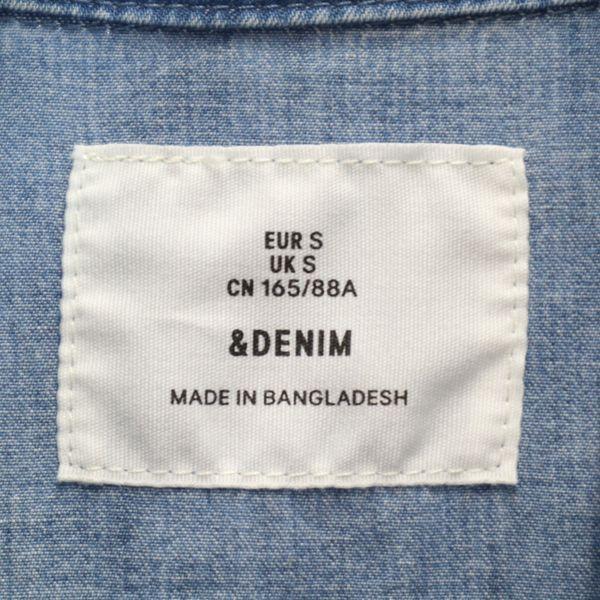 EUR S
UK S
CN 165/88A
&DENIM
MADE IN BANGLADESH